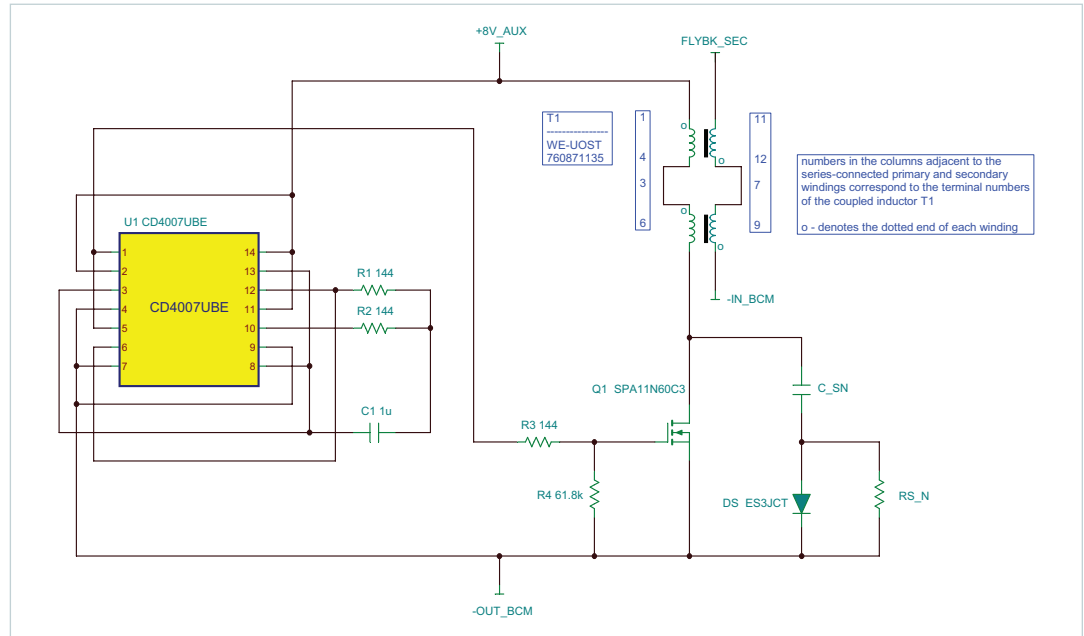 +8V_AUX
FLYBK_SEC
T1
---------------
WE-UOST
760871135
1
4
3
6
o
o
o
o
11
12
7
9
numbers in the columns adjacent to the
series-connected primary and secondary
windings correspond to the terminal numbers
of the coupled inductor T1
o - denotes the dotted end of each winding
U1 CD4007UBE
CD4007UBE
1
2
3
4
5
6
7
14
13
12
11
10
9
8
R1 144
R2 144
C1 1u
-IN_BCM
Q1 SPA11N60C3
C_SN
R3 144
R4 61.8k
DS ES3JCT
RS_N
-OUT_BCM